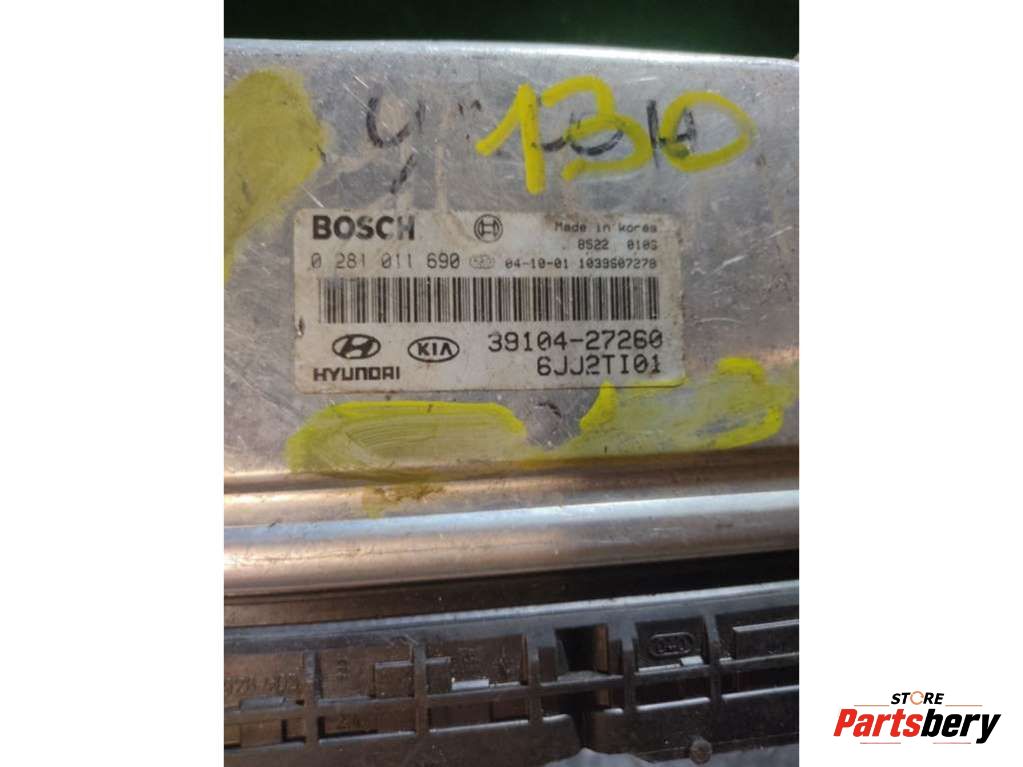 130
BOSCH
Made in Korea
8522 010S
0 281 011 690 04-10-01 1039S07278
39104-27260
HYUNDAI KIA 6JJ2TI01
STORE
Partsbery